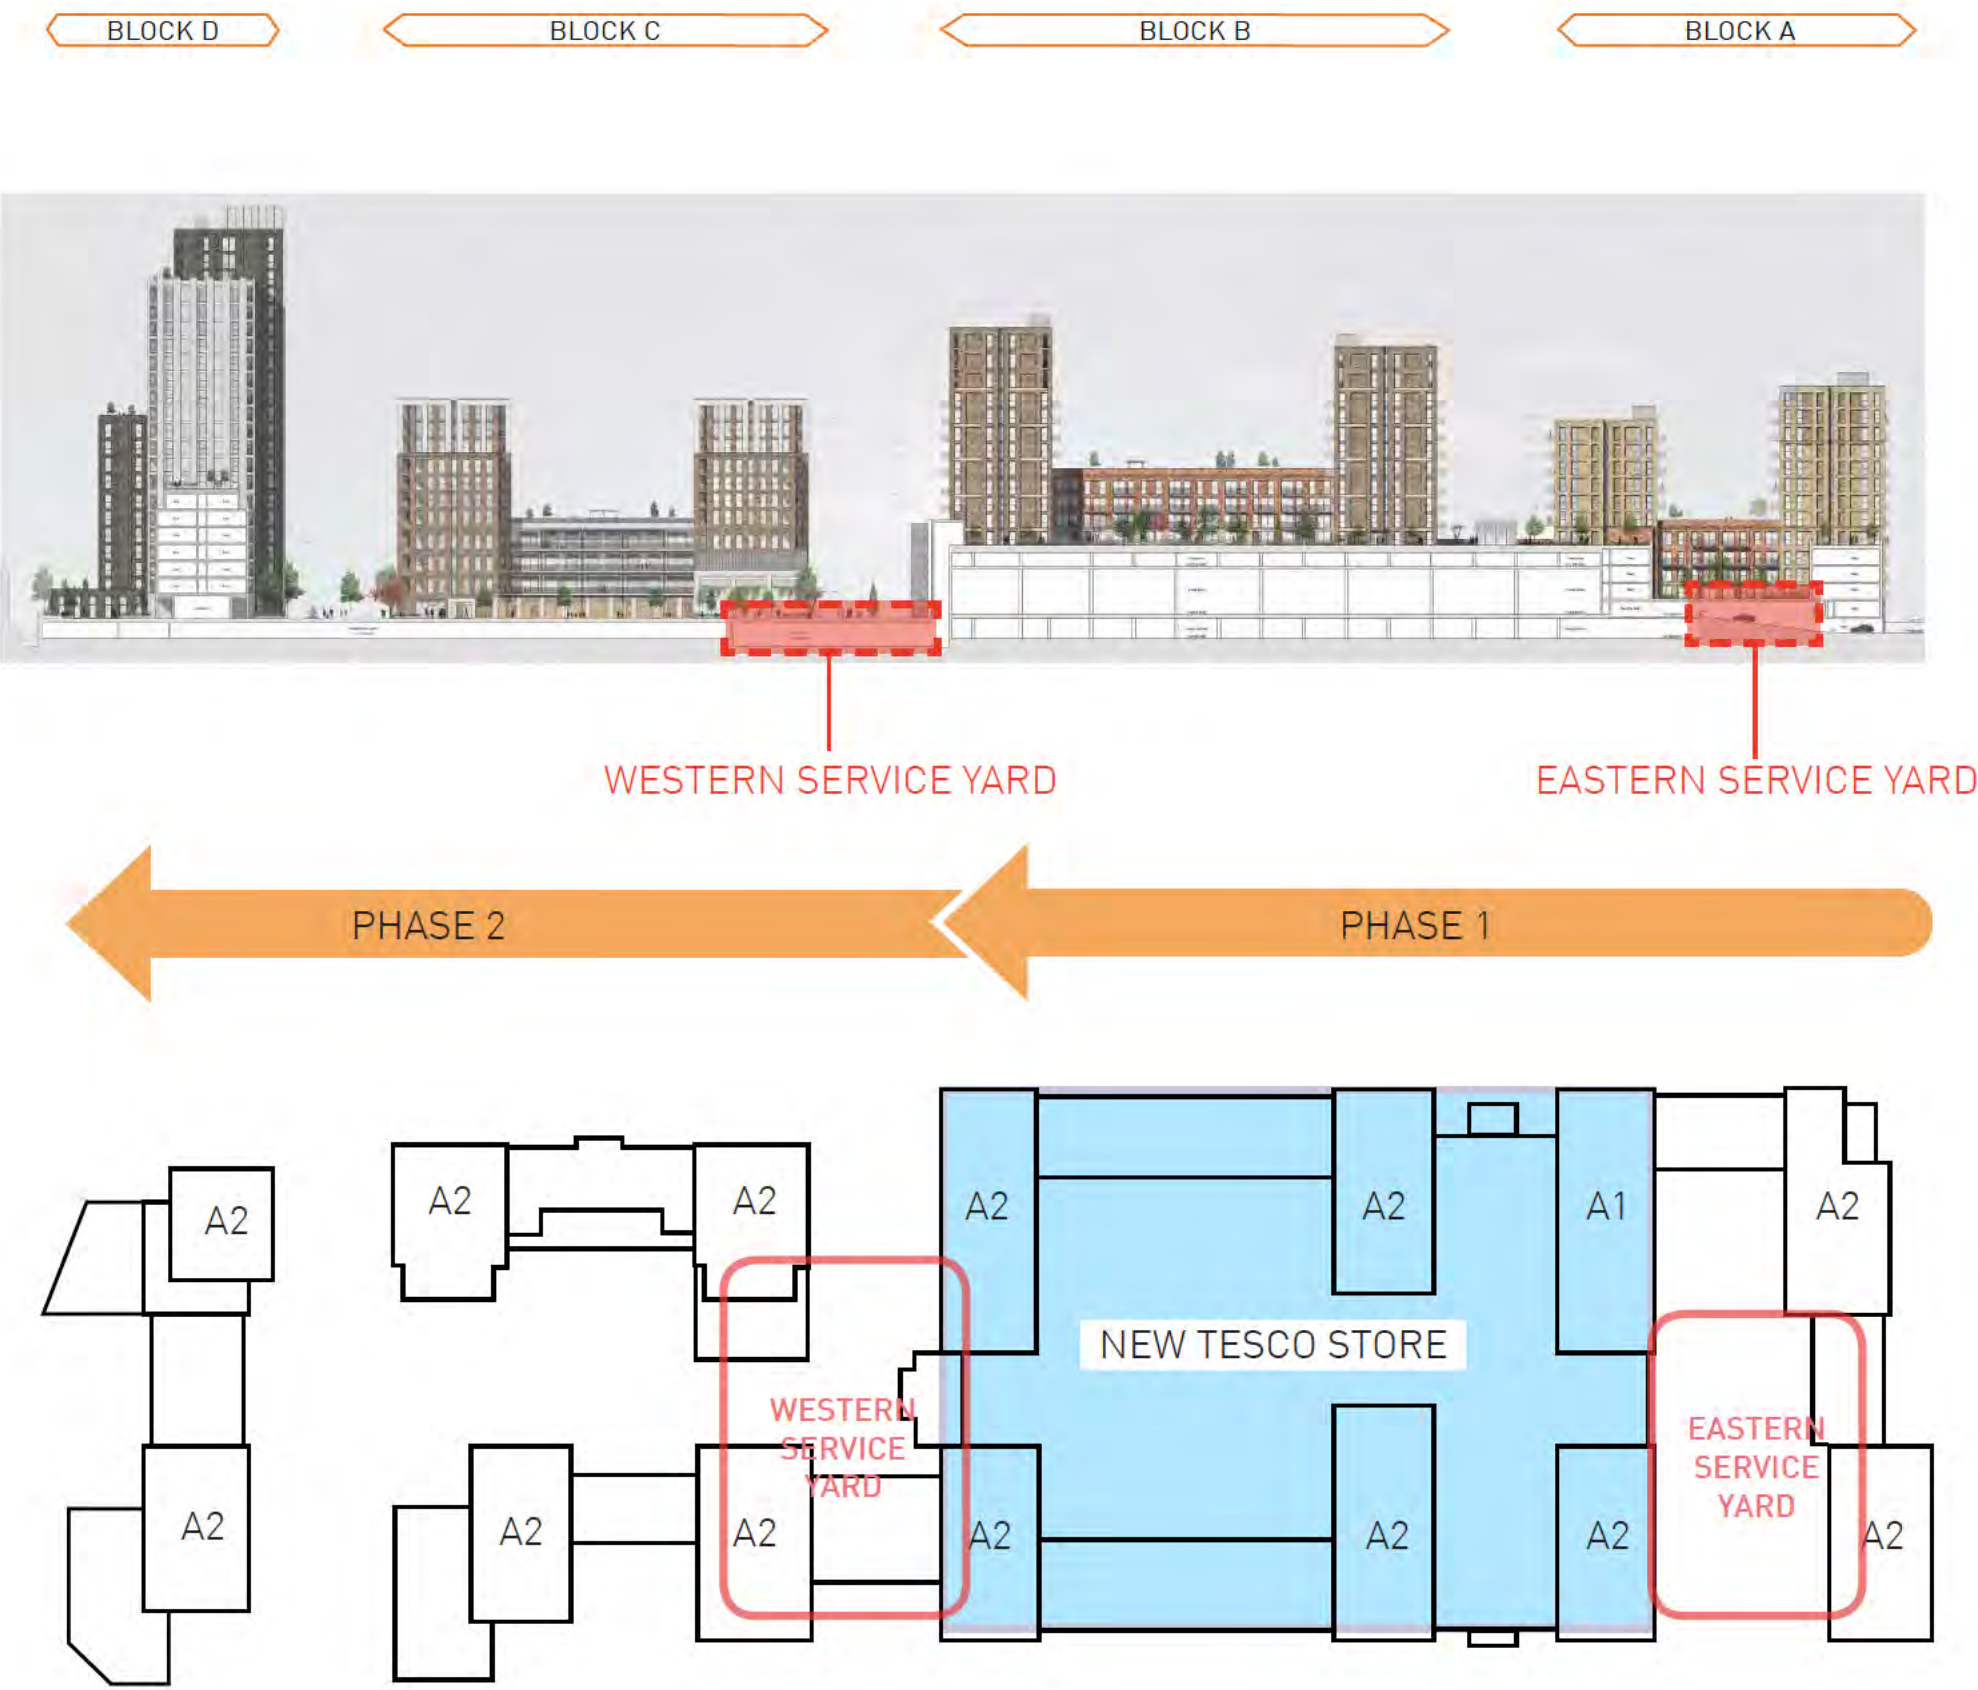 BLOCK D
BLOCK C
BLOCK B
BLOCK A
WESTERN SERVICE YARD
EASTERN SERVICE YARD
PHASE 2
PHASE 1
A2
A2
A2
A2
A2
A1
A2
NEW TESCO STORE
WESTERN
SERVICE
YARD
EASTERN
SERVICE
YARD
A2
A2
A2
A2
A2
A2
A2